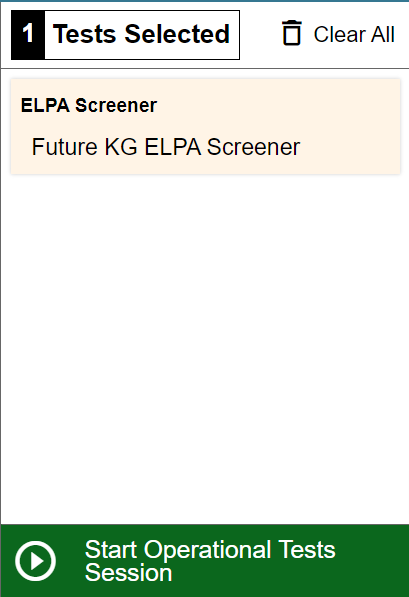 1 Tests Selected Clear All
ELPA Screener
Future KG ELPA Screener
Start Operational Tests
Session